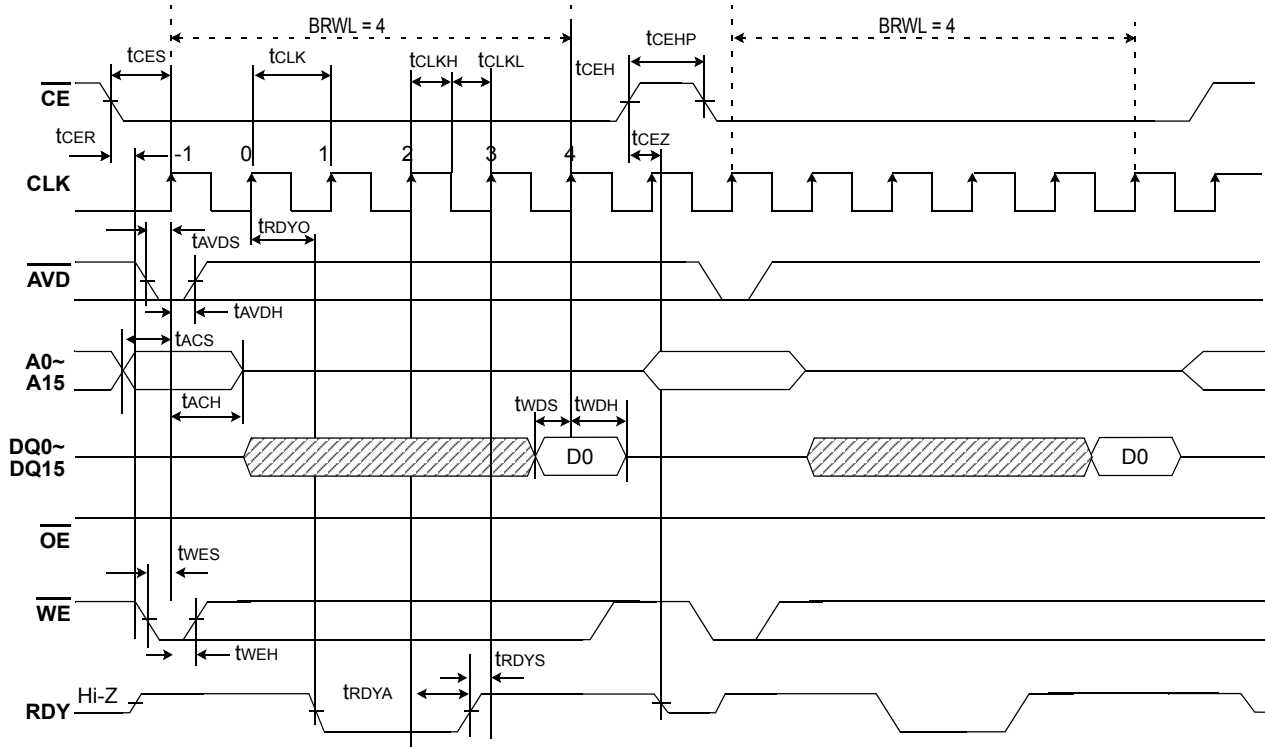 BRWL = 4 BRWL = 4
tCES tCLK tCLKH tCLKL tCEH tCEHP
CE
tCER tCEZ
-1 0 1 2 3 4
CLK
tRDYO
tAVDS
AVD
tAVDH
tACS
A0~
A15
tACH
tWDS tWDH
DQ0~
DQ15
D0 D0
OE
tWES
WE
tWEH
tRDYS
tRDYA
Hi-Z
RDY